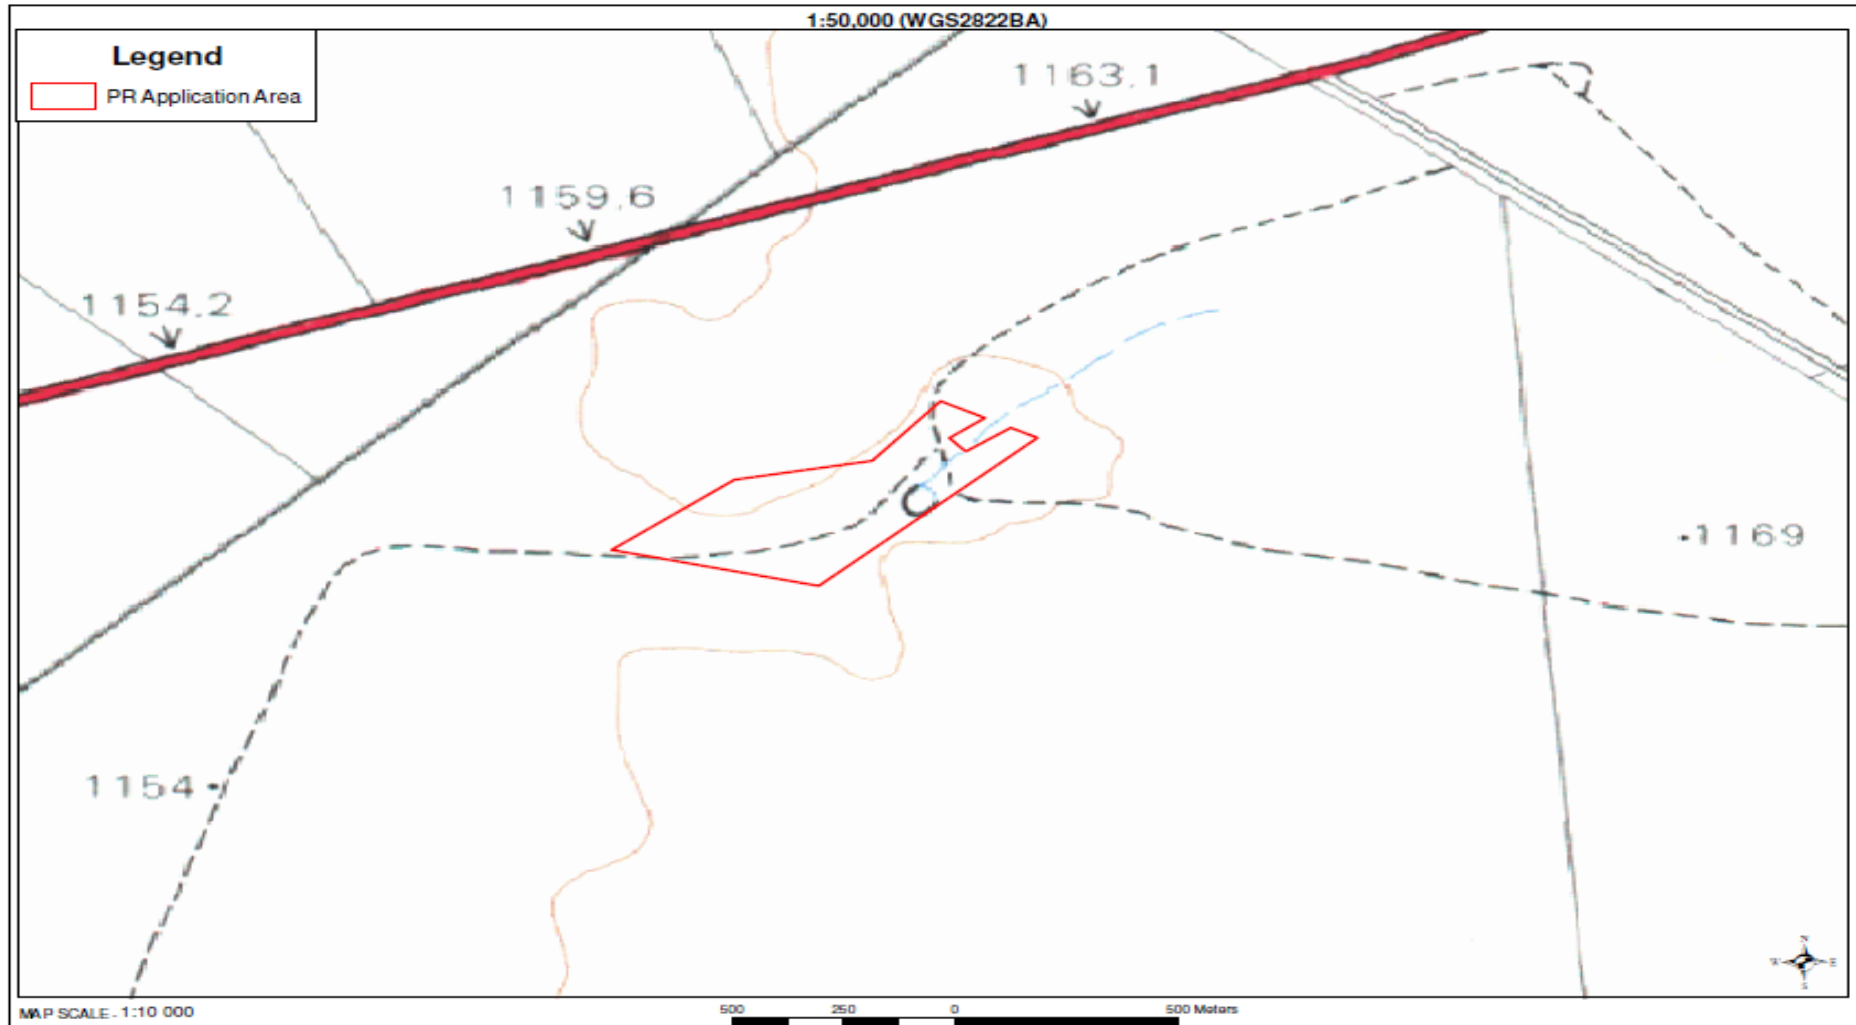 1:50,000 (WGS2822BA)
Legend
PR Application Area
1163.1
1159.6
1154.2
1169
1154
N
W E
S
MAP SCALE - 1:10 000
500 250 0 500 Meters